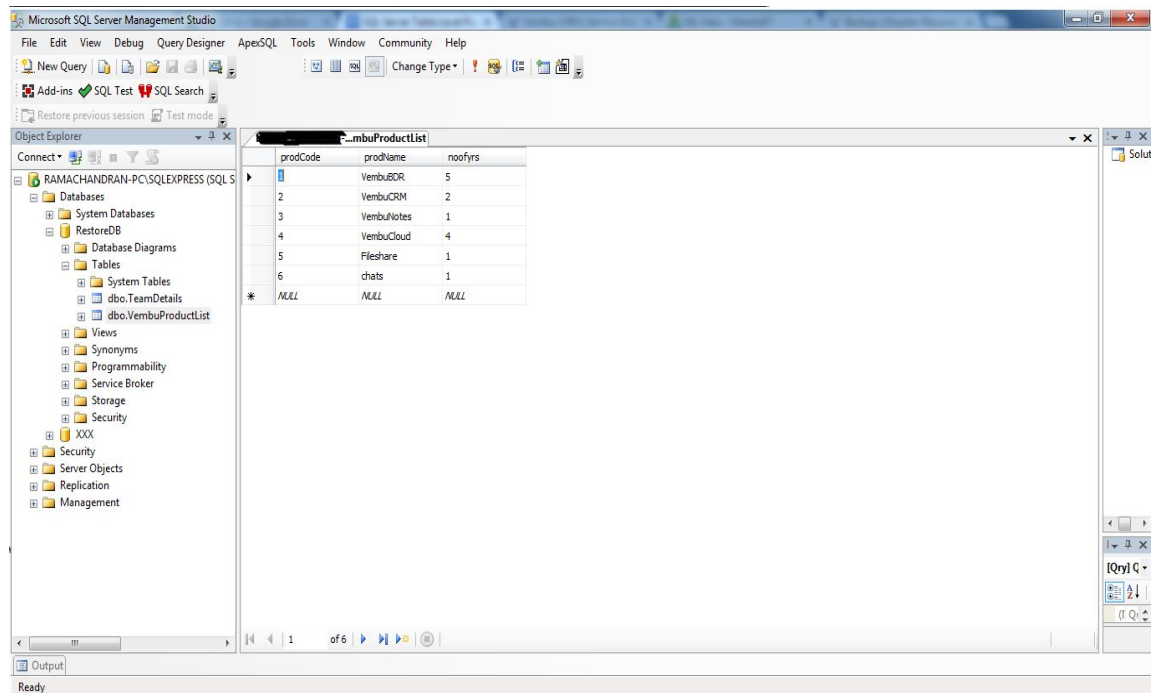 Microsoft SQL Server Management Studio
File Edit View Debug Query Designer ApexSQL Tools Window Community Help
New Query Change Type
Add-ins SQL Test SQL Search
Restore previous session Test mode
Object Explorer
...mbuProductList
Connect
Solut
RAMACHANDRAN-PC\SQLEXPRESS (SQL S
Databases
System Databases
RestoreDB
Database Diagrams
Tables
System Tables
dbo.TeamDetails
dbo.VembuProductList
Views
Synonyms
Programmability
Service Broker
Storage
Security
XXX
Security
Server Objects
Replication
Management
prodCode prodName noofyrs
1 VembuBDR 5
2 VembuCRM 2
3 VembuNotes 1
4 VembuCloud 4
5 Fileshare 1
6 chats 1
NULL NULL NULL
[Qry] Q
1 of 6
Output
Ready